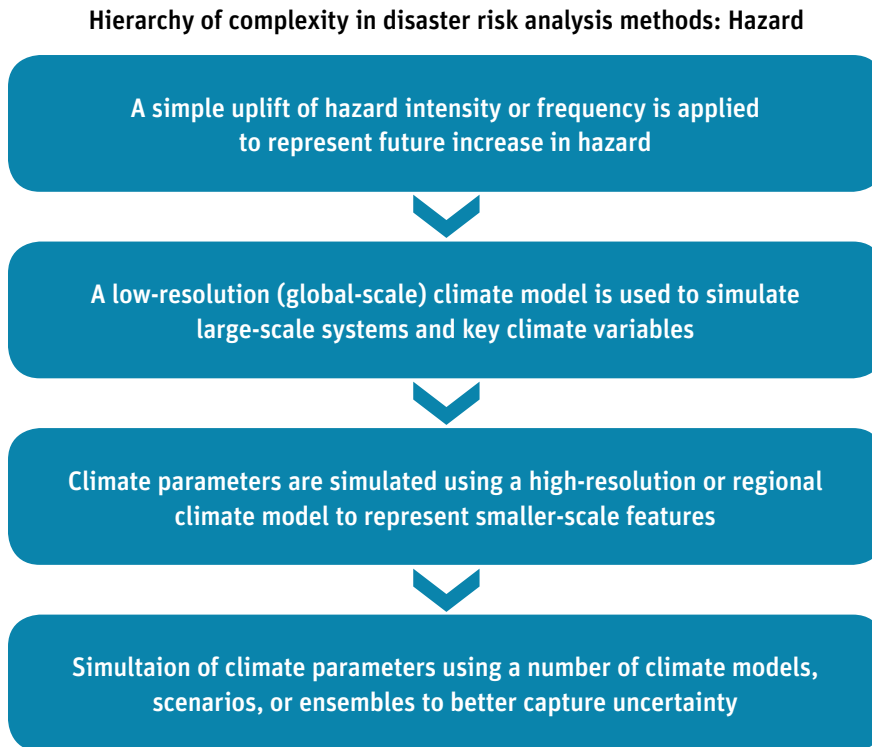 Hierarchy of complexity in disaster risk analysis methods: Hazard
A simple uplift of hazard intensity or frequency is applied
to represent future increase in hazard
A low-resolution (global-scale) climate model is used to simulate
large-scale systems and key climate variables
Climate parameters are simulated using a high-resolution or regional
climate model to represent smaller-scale features
Simultaion of climate parameters using a number of climate models,
scenarios, or ensembles to better capture uncertainty